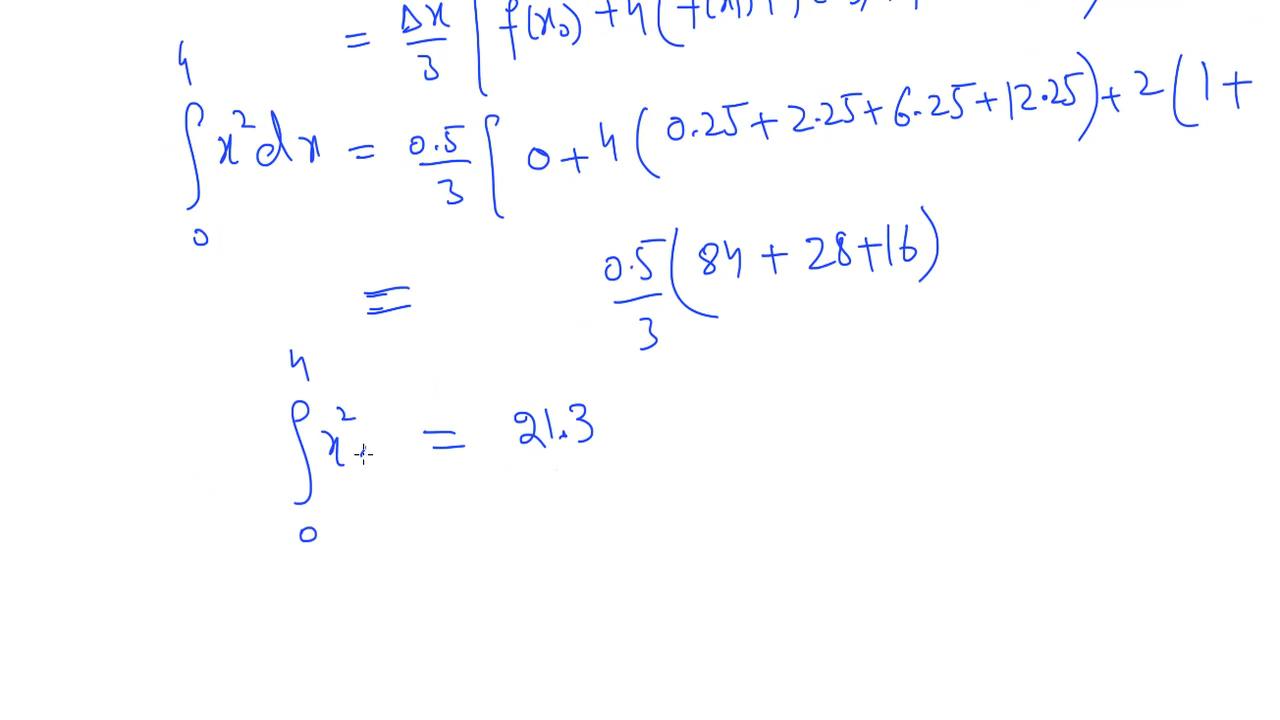 = Δx/3 [ f(x₀) + 4 ( f(x₁)
∫₀⁴ x² dx = 0.5/3 [ 0 + 4 ( 0.25 + 2.25 + 6.25 + 12.25 ) + 2 ( 1 +
= 0.5/3 ( 84 + 28 + 16 )
∫₀⁴ x² = 21.3